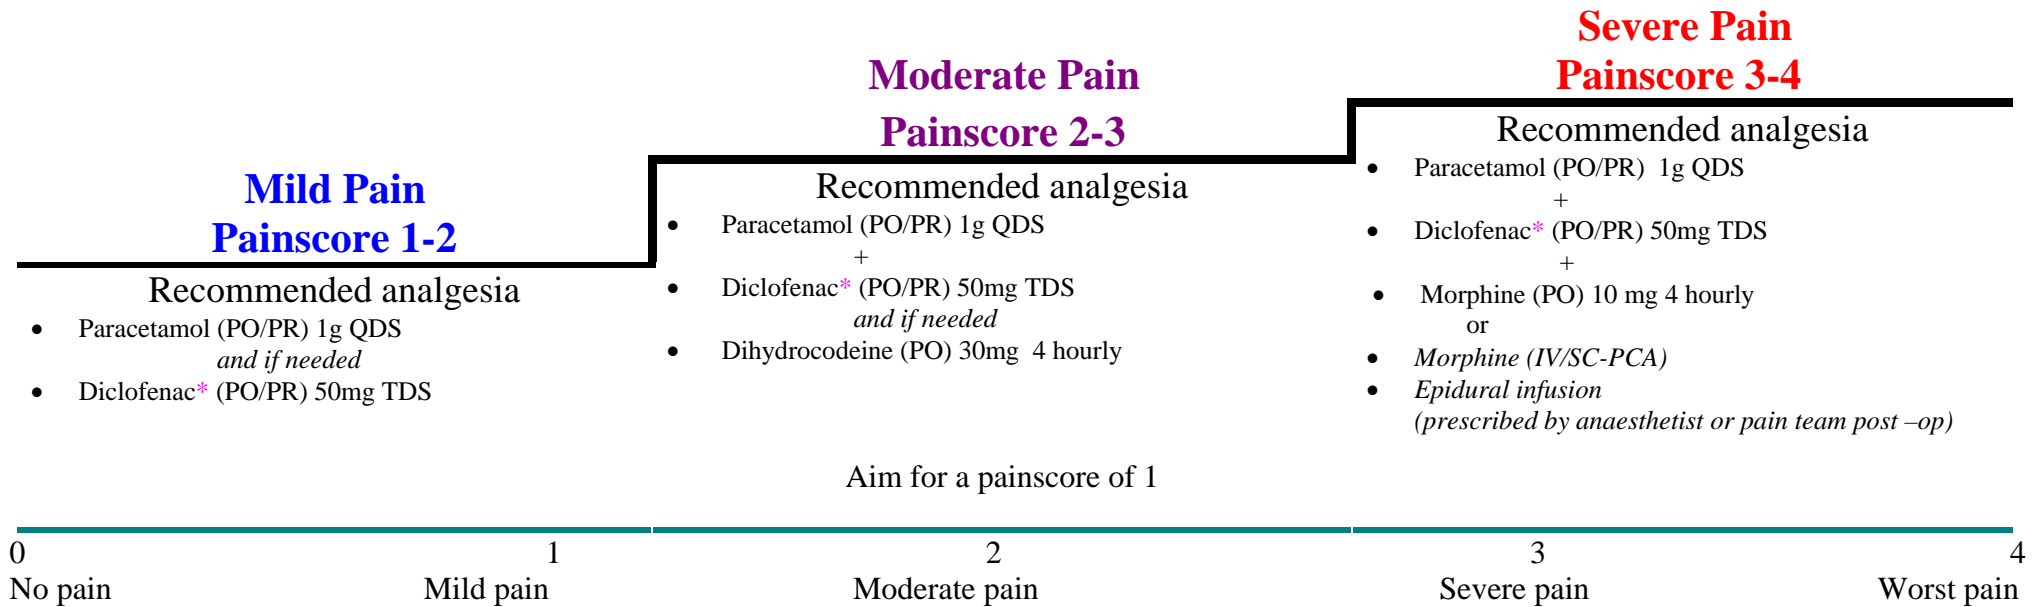 Mild Pain
Painscore 1-2
Recommended analgesia
• Paracetamol (PO/PR) 1g QDS
and if needed
• Diclofenac* (PO/PR) 50mg TDS
Moderate Pain
Painscore 2-3
Recommended analgesia
• Paracetamol (PO/PR) 1g QDS
+
• Diclofenac* (PO/PR) 50mg TDS
and if needed
• Dihydrocodeine (PO) 30mg 4 hourly
Severe Pain
Painscore 3-4
Recommended analgesia
• Paracetamol (PO/PR) 1g QDS
+
• Diclofenac* (PO/PR) 50mg TDS
+
• Morphine (PO) 10 mg 4 hourly
or
• Morphine (IV/SC-PCA)
• Epidural infusion
(prescribed by anaesthetist or pain team post –op)
Aim for a painscore of 1
0 1 2 3 4
No pain Mild pain Moderate pain Severe pain Worst pain